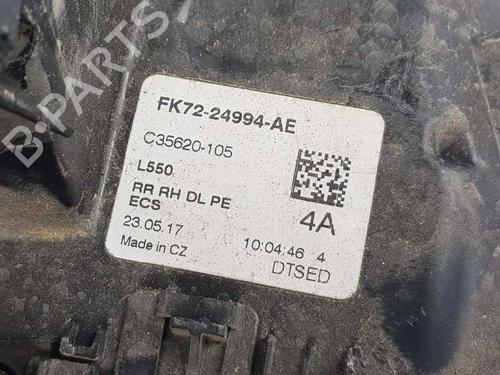 B-PARTS
FK72-24994-AE
C35620-105
L550
RR RH DL PE
ECS
4A
23.05.17
10:04:46 4
Made in CZ
DTSED